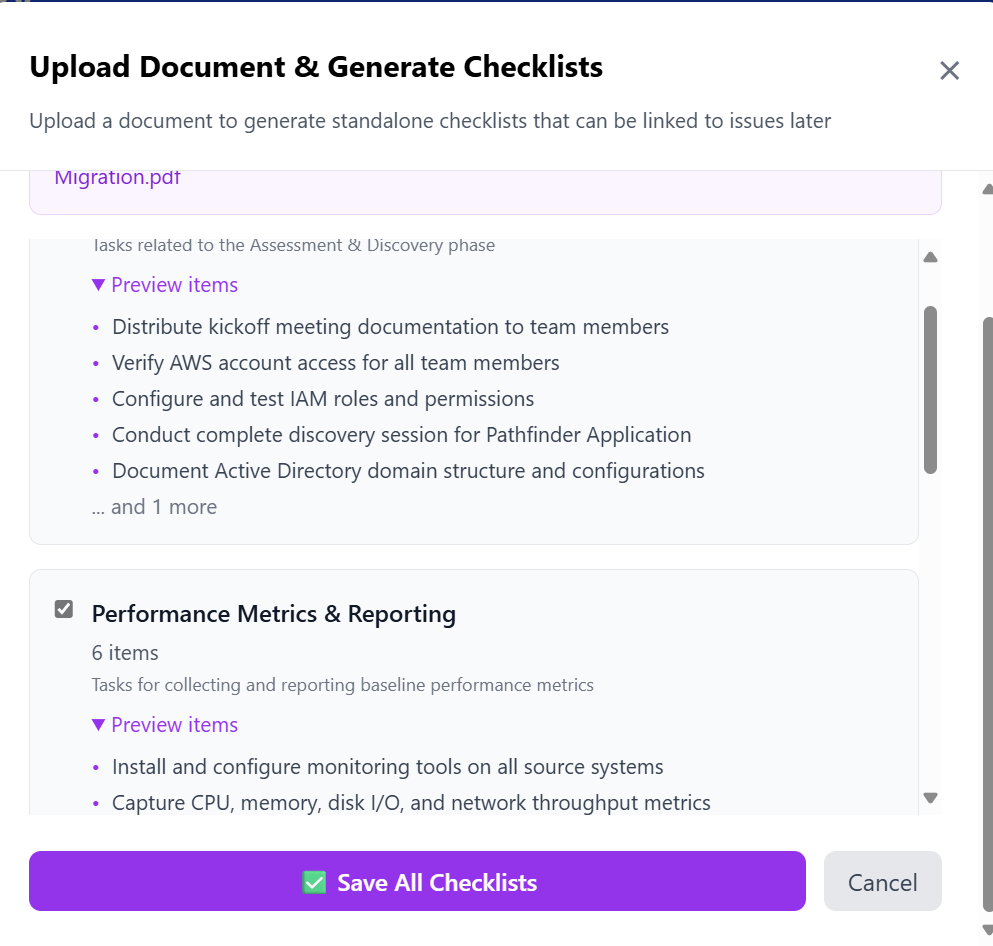 Upload Document & Generate Checklists
Upload a document to generate standalone checklists that can be linked to issues later
Migration.pdf
Tasks related to the Assessment & Discovery phase
▼ Preview items
• Distribute kickoff meeting documentation to team members
• Verify AWS account access for all team members
• Configure and test IAM roles and permissions
• Conduct complete discovery session for Pathfinder Application
• Document Active Directory domain structure and configurations
... and 1 more
Performance Metrics & Reporting
6 items
Tasks for collecting and reporting baseline performance metrics
▼ Preview items
• Install and configure monitoring tools on all source systems
• Capture CPU, memory, disk I/O, and network throughput metrics
✅ Save All Checklists
Cancel